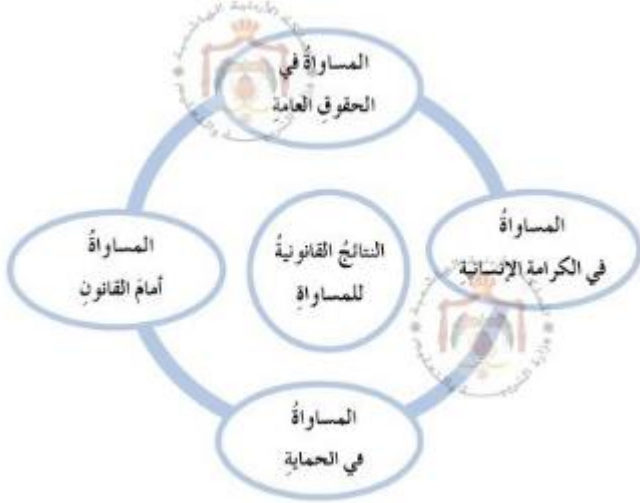 المساواةُ في
الحقوقِ العامةِ
المساواةُ
في الكرامة الإنسانية
النتائجُ القانونيةُ
للمساواةِ
المساواةُ
أمامَ القانونِ
المساواةُ
في الحمايةِ